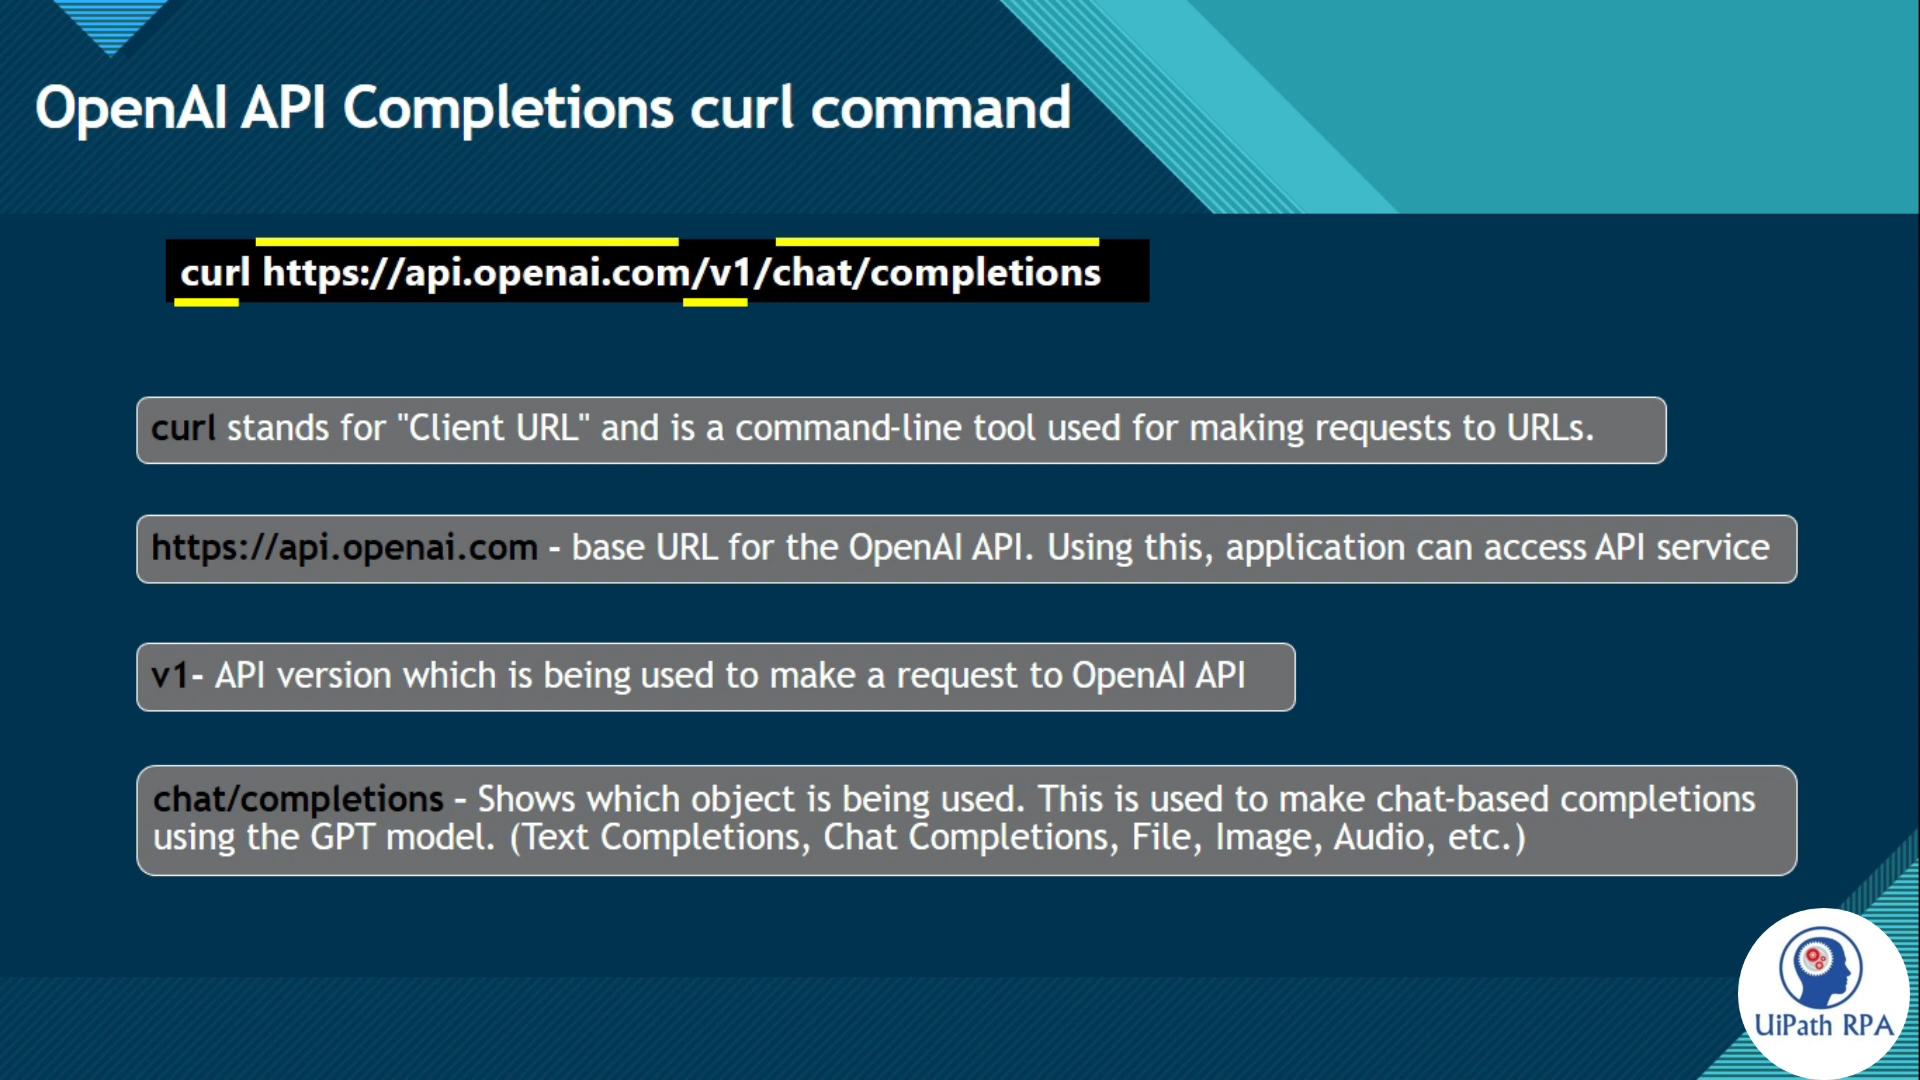 OpenAI API Completions curl command
curl https://api.openai.com/v1/chat/completions
curl stands for "Client URL" and is a command-line tool used for making requests to URLs.
https://api.openai.com - base URL for the OpenAI API. Using this, application can access API service
v1- API version which is being used to make a request to OpenAI API
chat/completions - Shows which object is being used. This is used to make chat-based completions
using the GPT model. (Text Completions, Chat Completions, File, Image, Audio, etc.)
UiPath RPA